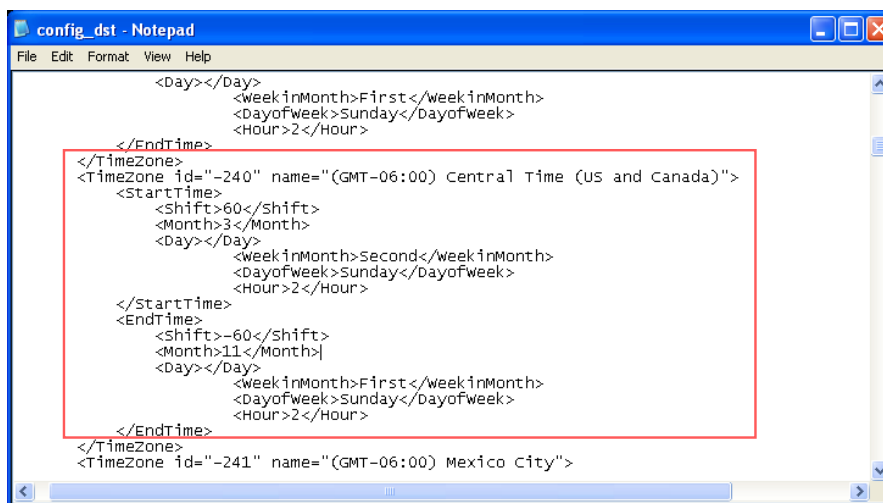 config_dst - Notepad
File Edit Format View Help
<Day></Day>
<WeekinMonth>First</WeekinMonth>
<DayofWeek>Sunday</DayofWeek>
<Hour>2</Hour>
</EndTime>
</TimeZone>
<TimeZone id="-240" name="(GMT-06:00) Central Time (US and Canada)">
<StartTime>
<Shift>60</Shift>
<Month>3</Month>
<Day></Day>
<WeekinMonth>Second</WeekinMonth>
<DayofWeek>Sunday</DayofWeek>
<Hour>2</Hour>
</StartTime>
<EndTime>
<Shift>-60</Shift>
<Month>11</Month>
<Day></Day>
<WeekinMonth>First</WeekinMonth>
<DayofWeek>Sunday</DayofWeek>
<Hour>2</Hour>
</EndTime>
</TimeZone>
<TimeZone id="-241" name="(GMT-06:00) Mexico City">